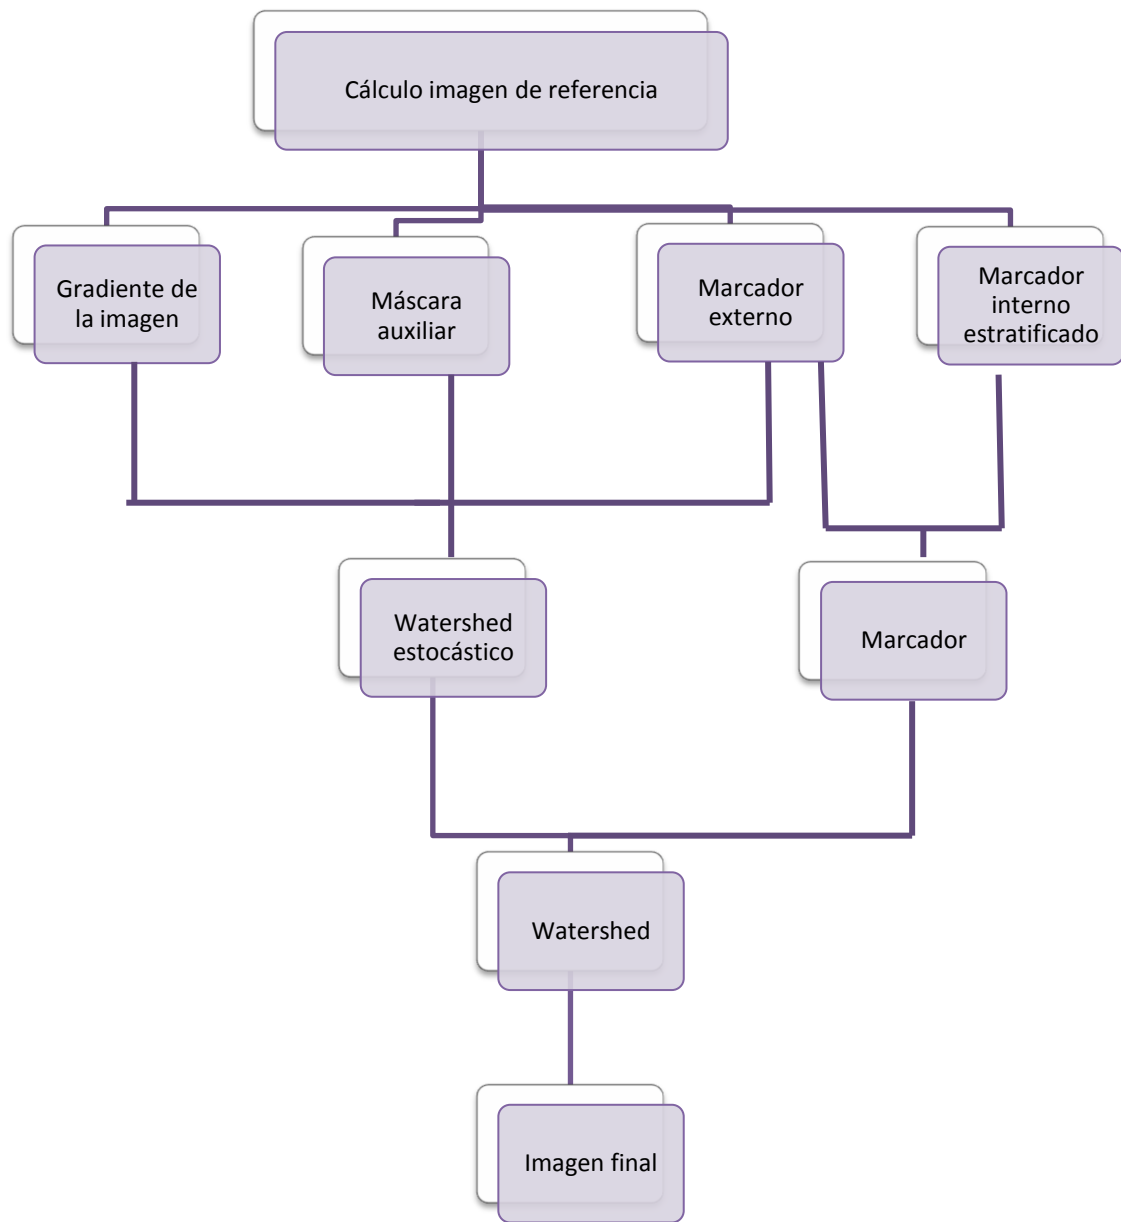 Cálculo imagen de referencia
Gradiente de
la imagen
Máscara
auxiliar
Marcador
externo
Marcador
interno
estratificado
Watershed
estocástico
Marcador
Watershed
Imagen final